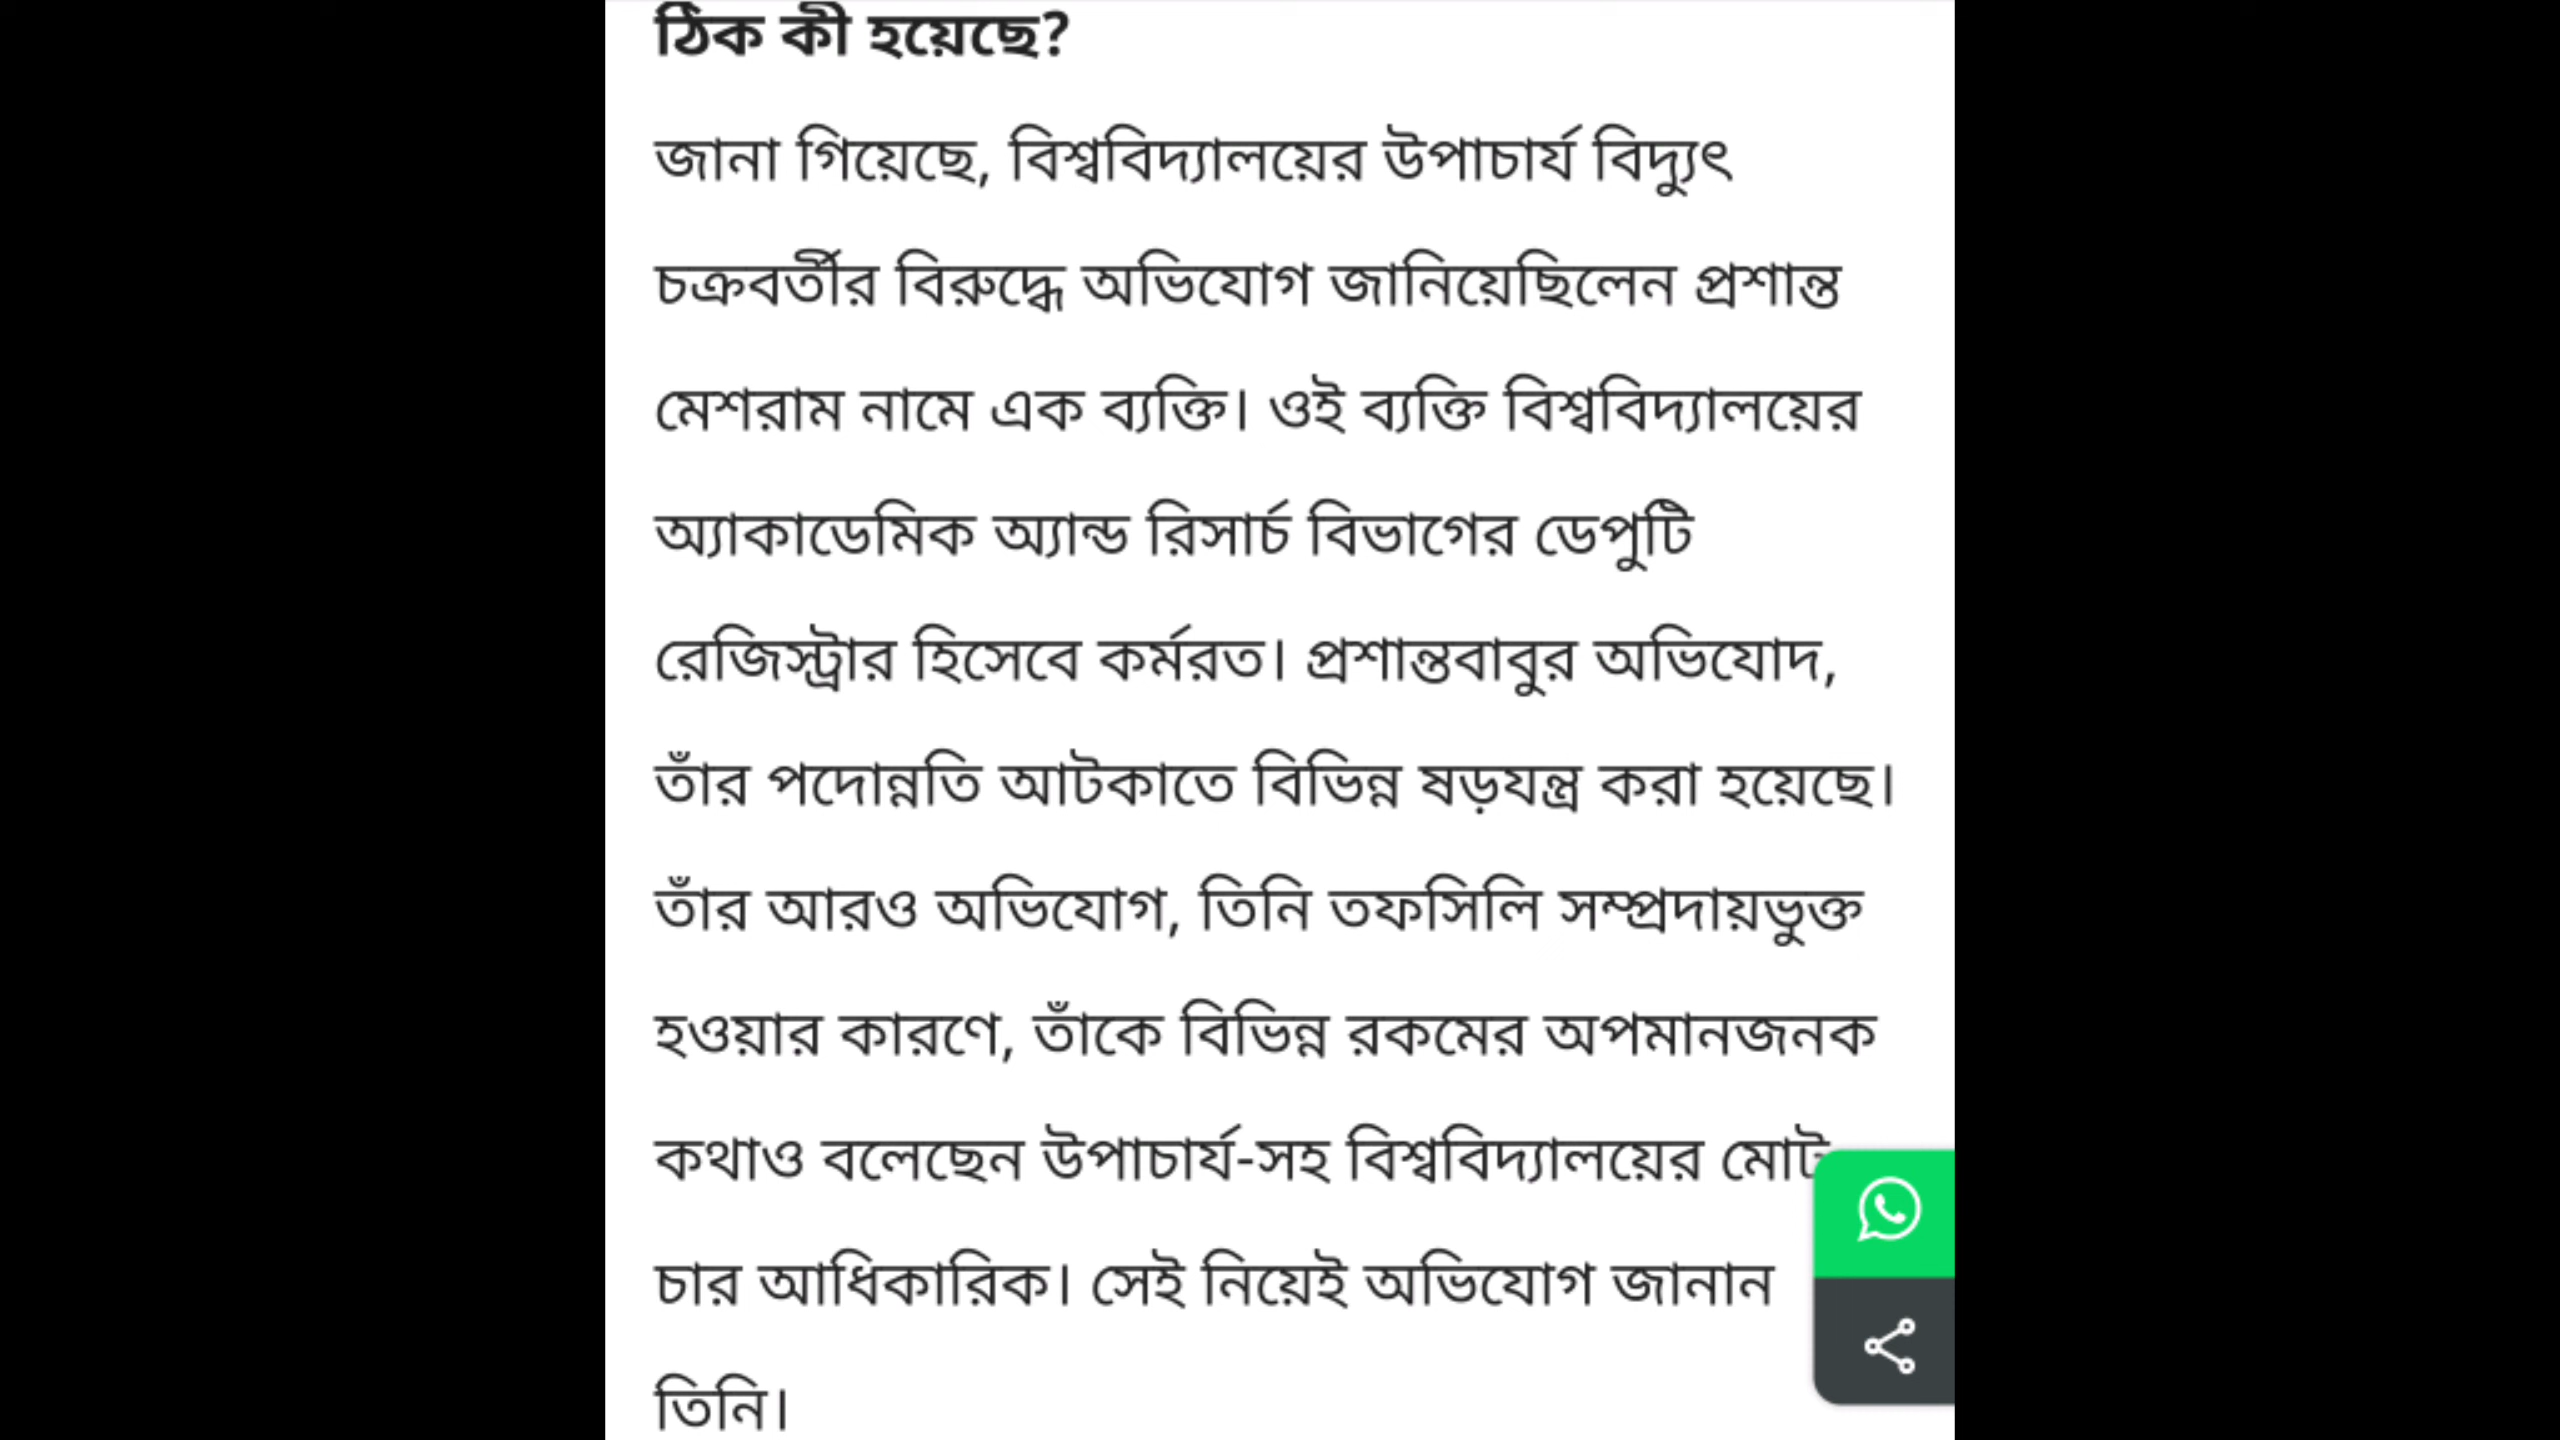 ঠিক কী হয়েছে?
জানা গিয়েছে, বিশ্ববিদ্যালয়ের উপাচার্য বিদ্যুৎ
চক্রবর্তীর বিরুদ্ধে অভিযোগ জানিয়েছিলেন প্রশান্ত
মেশরাম নামে এক ব্যক্তি। ওই ব্যক্তি বিশ্ববিদ্যালয়ের
অ্যাকাডেমিক অ্যান্ড রিসার্চ বিভাগের ডেপুটি
রেজিস্ট্রার হিসেবে কর্মরত। প্রশান্তবাবুর অভিযোদ,
তাঁর পদোন্নতি আটকাতে বিভিন্ন ষড়যন্ত্র করা হয়েছে।
তাঁর আরও অভিযোগ, তিনি তফসিলি সম্প্রদায়ভুক্ত
হওয়ার কারণে, তাঁকে বিভিন্ন রকমের অপমানজনক
কথাও বলেছেন উপাচার্য-সহ বিশ্ববিদ্যালয়ের মোট
চার আধিকারিক। সেই নিয়েই অভিযোগ জানান
তিনি।